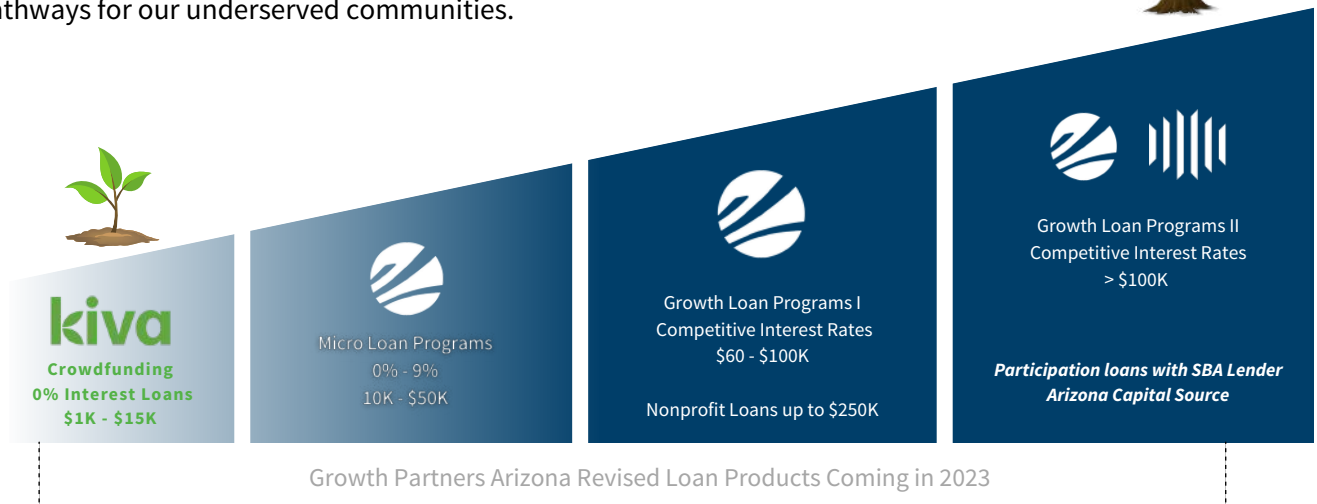 pathways for our underserved communities.
kiva
Crowdfunding
0% Interest Loans
$1K - $15K
Micro Loan Programs
0% - 9%
10K - $50K
Growth Loan Programs I
Competitive Interest Rates
$60 - $100K
Nonprofit Loans up to $250K
Growth Loan Programs II
Competitive Interest Rates
> $100K
Participation loans with SBA Lender
Arizona Capital Source
Growth Partners Arizona Revised Loan Products Coming in 2023